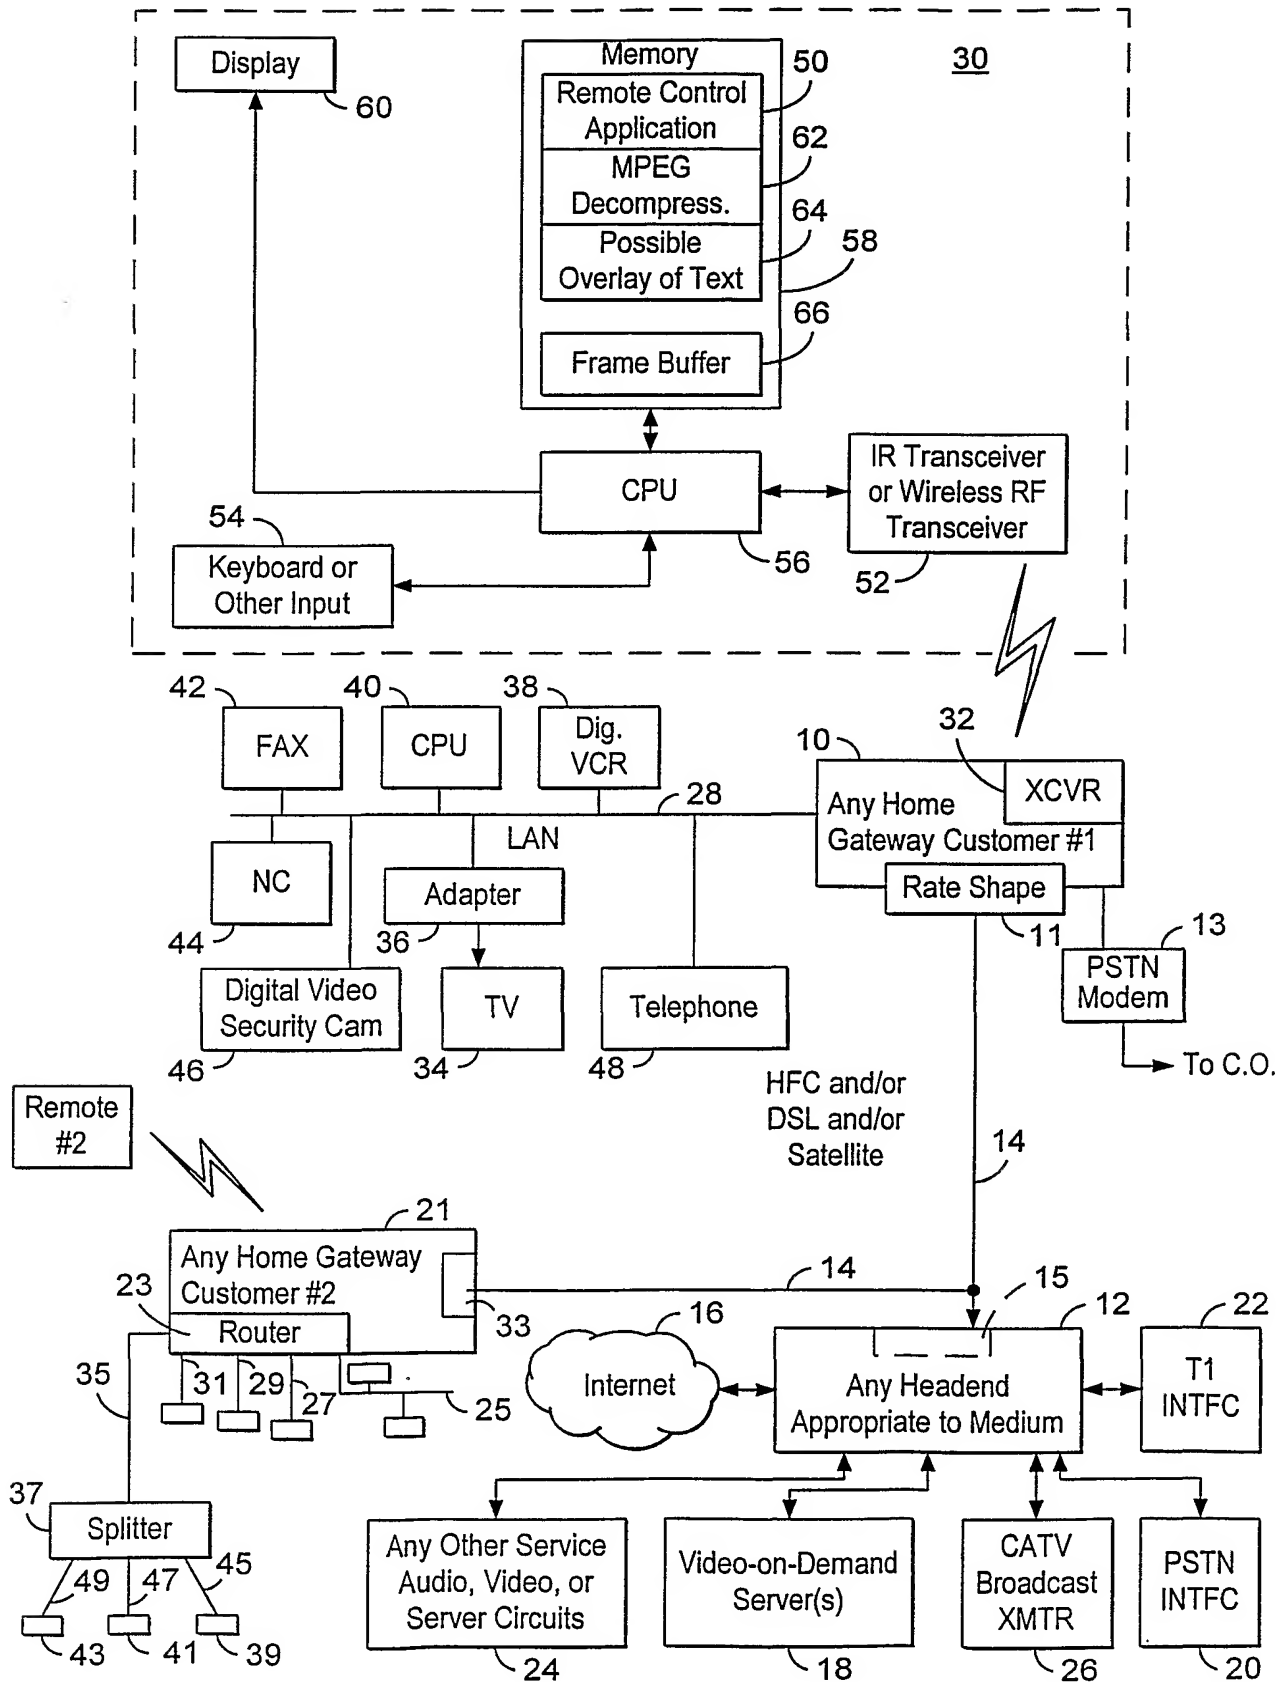 Display
60
Memory
30
Remote Control
Application
50
MPEG
Decompress.
62
Possible
Overlay of Text
64
58
Frame Buffer
66
CPU
56
IR Transceiver
or Wireless RF
Transceiver
52
54
Keyboard or
Other Input
42
FAX
40
CPU
38
Dig.
VCR
28
LAN
10
32
XCVR
Any Home
Gateway Customer #1
Rate Shape
11
13
PSTN
Modem
To C.O.
NC
44
Adapter
36
Digital Video
Security Cam
46
TV
34
Telephone
48
HFC and/or
DSL and/or
Satellite
14
Remote
#2
21
Any Home Gateway
Customer #2
23
Router
33
14
15
12
22
16
Internet
Any Headend
Appropriate to Medium
T1
INTFC
35
31
29
27
25
37
Splitter
49
47
45
43
41
39
Any Other Service
Audio, Video, or
Server Circuits
24
Video-on-Demand
Server(s)
18
CATV
Broadcast
XMTR
26
PSTN
INTFC
20